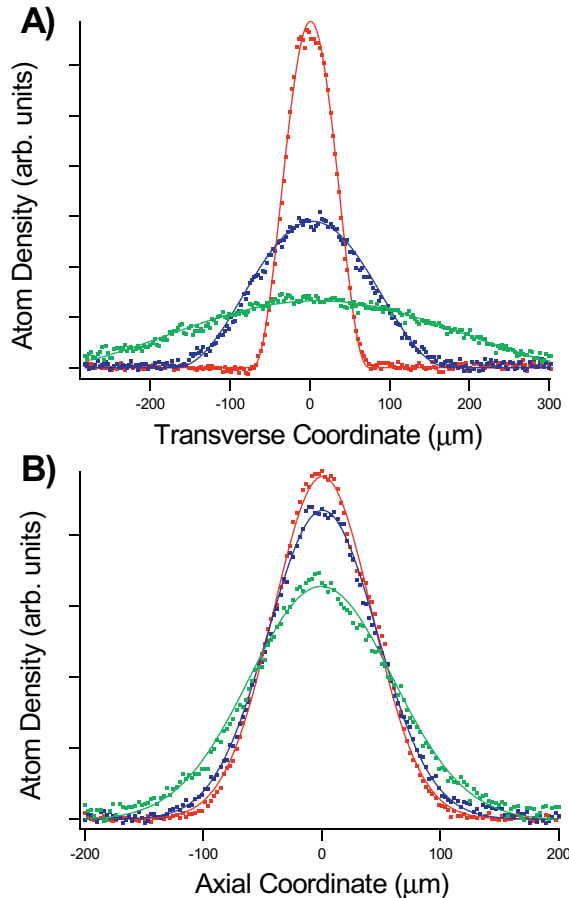 A)
Atom Density (arb. units)
-200 -100 0 100 200 300
Transverse Coordinate (μm)
B)
Atom Density (arb. units)
-200 -100 0 100 200
Axial Coordinate (μm)